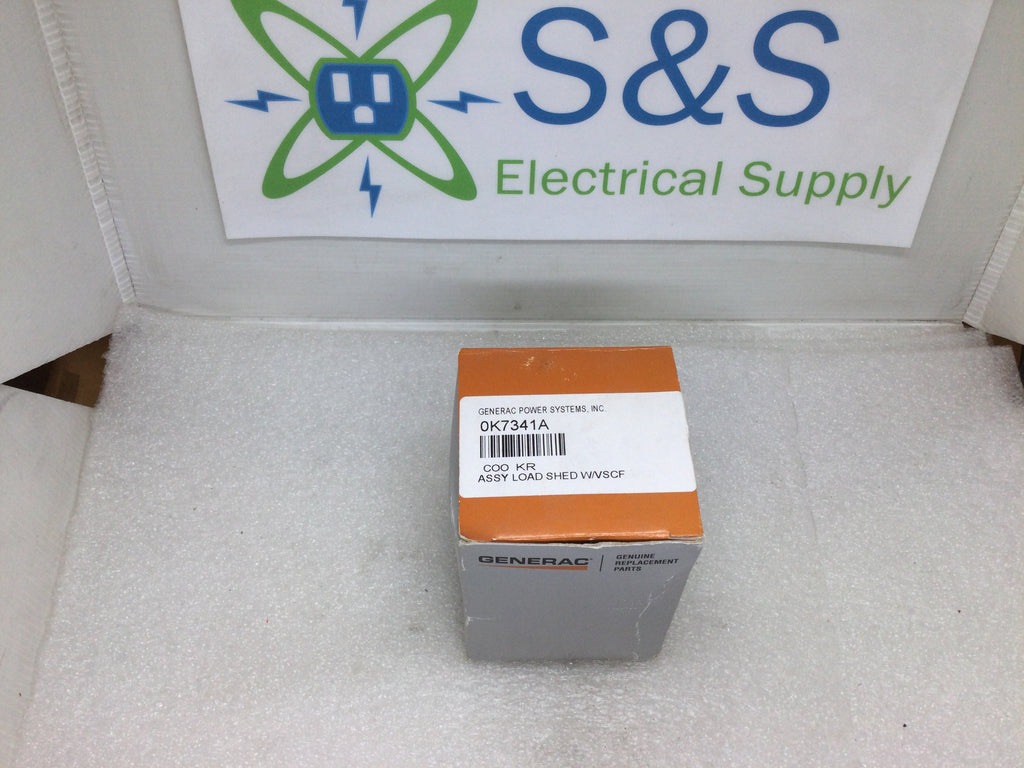 S&S
Electrical Supply
GENERAC POWER SYSTEMS, INC.
0K7341A
COO KR
ASSY LOAD SHED W/VSCF
GENERAC
GENUINE
REPLACEMENT
PARTS